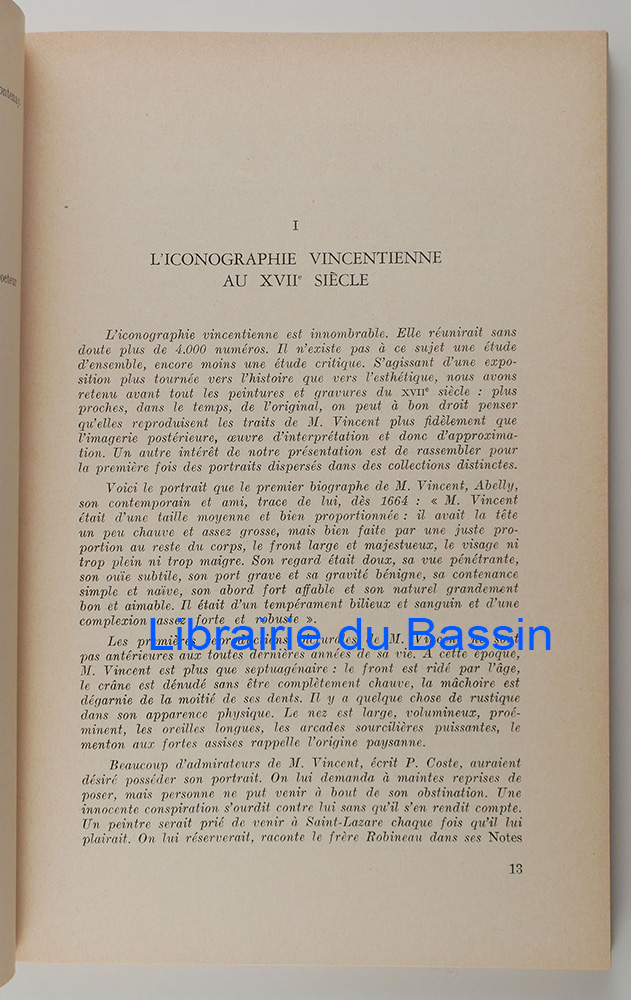 ontenay-
poeteur
I
L'ICONOGRAPHIE VINCENTIENNE
AU XVIIe SIÈCLE
L'iconographie vincentienne est innombrable. Elle réunirait sans
doute plus de 4.000 numéros. Il n'existe pas à ce sujet une étude
d'ensemble, encore moins une étude critique. S'agissant d'une expo-
sition plus tournée vers l'histoire que vers l'esthétique, nous avons
retenu avant tout les peintures et gravures du XVIIe siècle : plus
proches, dans le temps, de l'original, on peut à bon droit penser
qu'elles reproduisent les traits de M. Vincent plus fidèlement que
l'imagerie postérieure, œuvre d'interprétation et donc d'approxima-
tion. Un autre intérêt de notre présentation est de rassembler pour
la première fois des portraits dispersés dans des collections distinctes.
Voici le portrait que le premier biographe de M. Vincent, Abelly,
son contemporain et ami, trace de lui, dès 1664 : « M. Vincent
était d'une taille moyenne et bien proportionnée : il avait la tête
un peu chauve et assez grosse, mais bien faite par une juste pro-
portion au reste du corps, le front large et majestueux, le visage ni
trop plein ni trop maigre. Son regard était doux, sa vue pénétrante,
son ouïe subtile, son port grave et sa gravité bénigne, sa contenance
simple et naïve, son abord fort affable et son naturel grandement
bon et aimable. Il était d'un tempérament bilieux et sanguin et d'une
complexion assez forte et robuste ».
Librairie du Bassin
Les premières M. ne sont
pas antérieures aux toutes dernières années de sa vie. A cette époque,
M. Vincent est plus que septuagénaire : le front est ridé par l'âge,
le crâne est dénudé sans être complètement chauve, la mâchoire est
dégarnie de la moitié de ses dents. Il y a quelque chose de rustique
dans son apparence physique. Le nez est large, volumineux, proé-
minent, les oreilles longues, les arcades sourcilières puissantes, le
menton aux fortes assises rappelle l'origine paysanne.
Beaucoup d'admirateurs de M. Vincent, écrit P. Coste, auraient
désiré posséder son portrait. On lui demanda à maintes reprises de
poser, mais personne ne put venir à bout de son obstination. Une
innocente conspiration s'ourdit contre lui sans qu'il s'en rendit compte.
Un peintre serait prié de venir à Saint-Lazare chaque fois qu'il lui
plairait. On lui réserverait, raconte le frère Robineau dans ses Notes
13